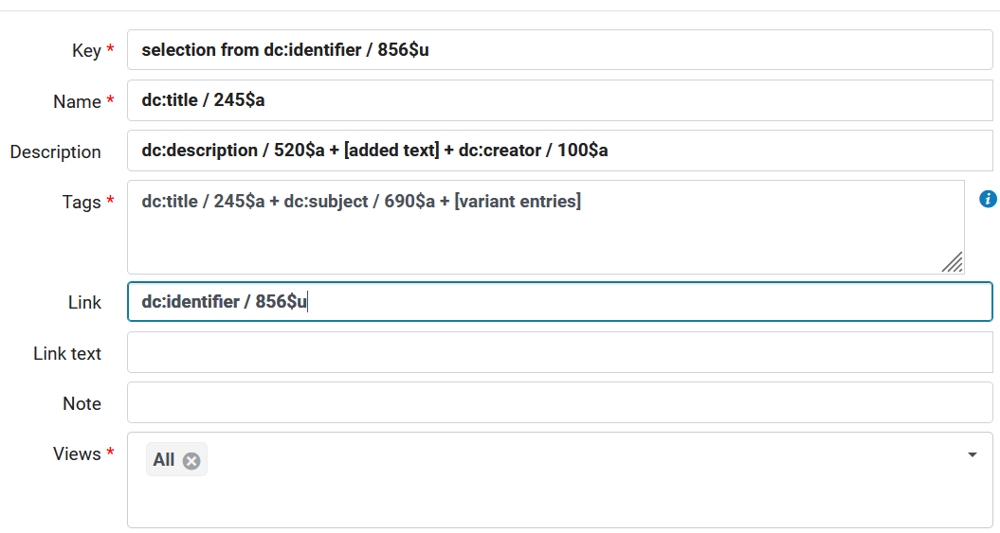 Key * selection from dc:identifier / 856$u
Name * dc:title / 245$a
Description dc:description / 520$a + [added text] + dc:creator / 100$a
Tags * dc:title / 245$a + dc:subject / 690$a + [variant entries]
Link dc:identifier / 856$u
Link text
Note
Views * All